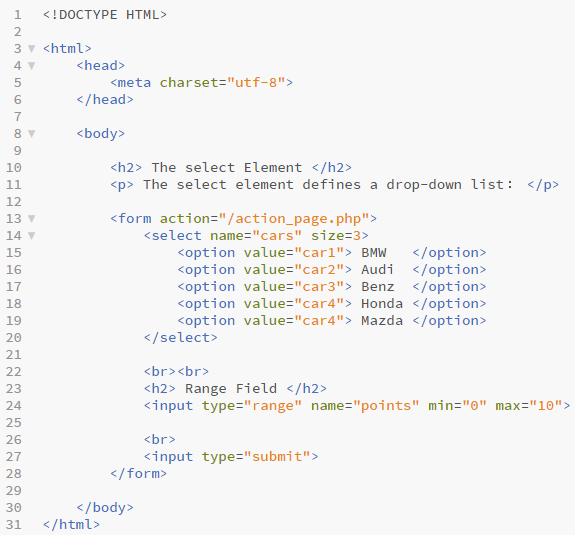 1 <!DOCTYPE HTML>
2
3 <html>
4     <head>
5         <meta charset="utf-8">
6     </head>
7
8     <body>
9
10         <h2> The select Element </h2>
11         <p> The select element defines a drop-down list: </p>
12
13         <form action="/action_page.php">
14             <select name="cars" size=3>
15                 <option value="car1"> BMW   </option>
16                 <option value="car2"> Audi  </option>
17                 <option value="car3"> Benz  </option>
18                 <option value="car4"> Honda </option>
19                 <option value="car4"> Mazda </option>
20             </select>
21
22             <br><br>
23             <h2> Range Field </h2>
24             <input type="range" name="points" min="0" max="10">
25
26             <br>
27             <input type="submit">
28         </form>
29
30     </body>
31 </html>